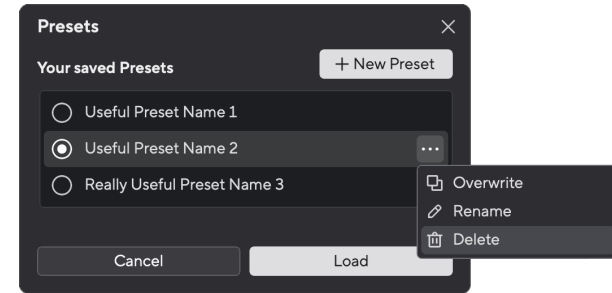 Presets
Your saved Presets
+ New Preset
Useful Preset Name 1
Useful Preset Name 2
Really Useful Preset Name 3
Overwrite
Rename
Delete
Cancel
Load